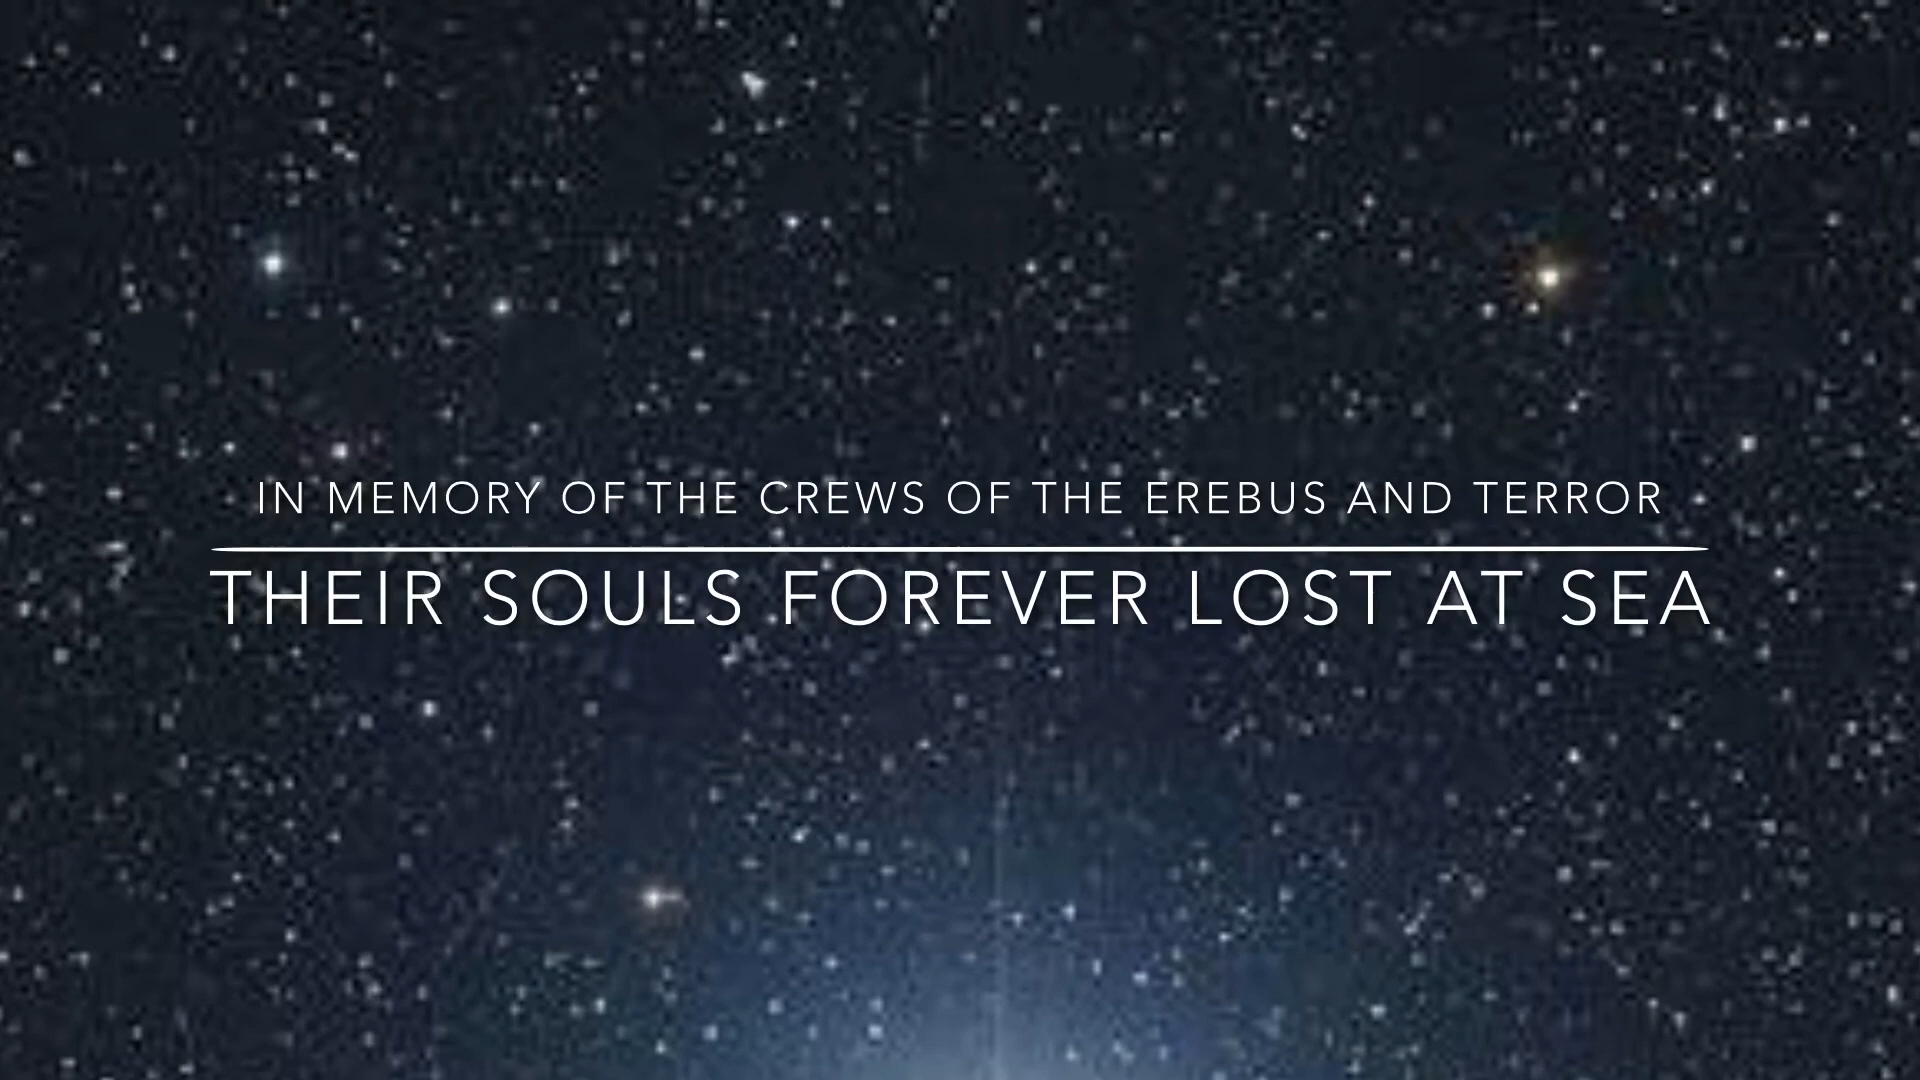 IN MEMORY OF THE CREWS OF THE EREBUS AND TERROR
THEIR SOULS FOREVER LOST AT SEA